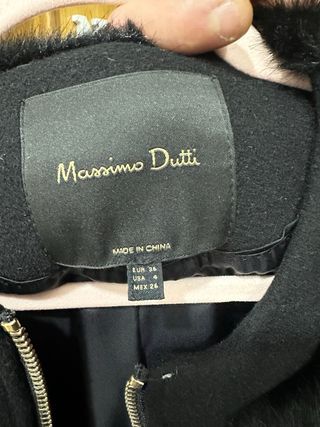 Massimo Dutti
MADE IN CHINA
EUR 36
USA 4
MEX 26